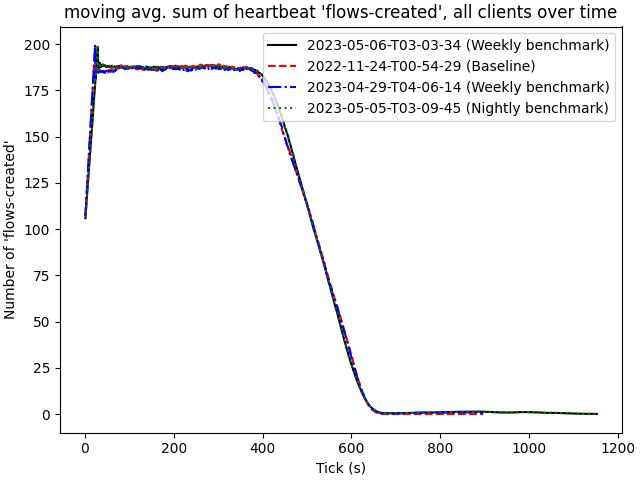 moving avg. sum of heartbeat 'flows-created', all clients over time
2023-05-06-T03-03-34 (Weekly benchmark)
2022-11-24-T00-54-29 (Baseline)
2023-04-29-T04-06-14 (Weekly benchmark)
2023-05-05-T03-09-45 (Nightly benchmark)
Number of 'flows-created'
200
175
150
125
100
75
50
25
0
0 200 400 600 800 1000 1200
Tick (s)